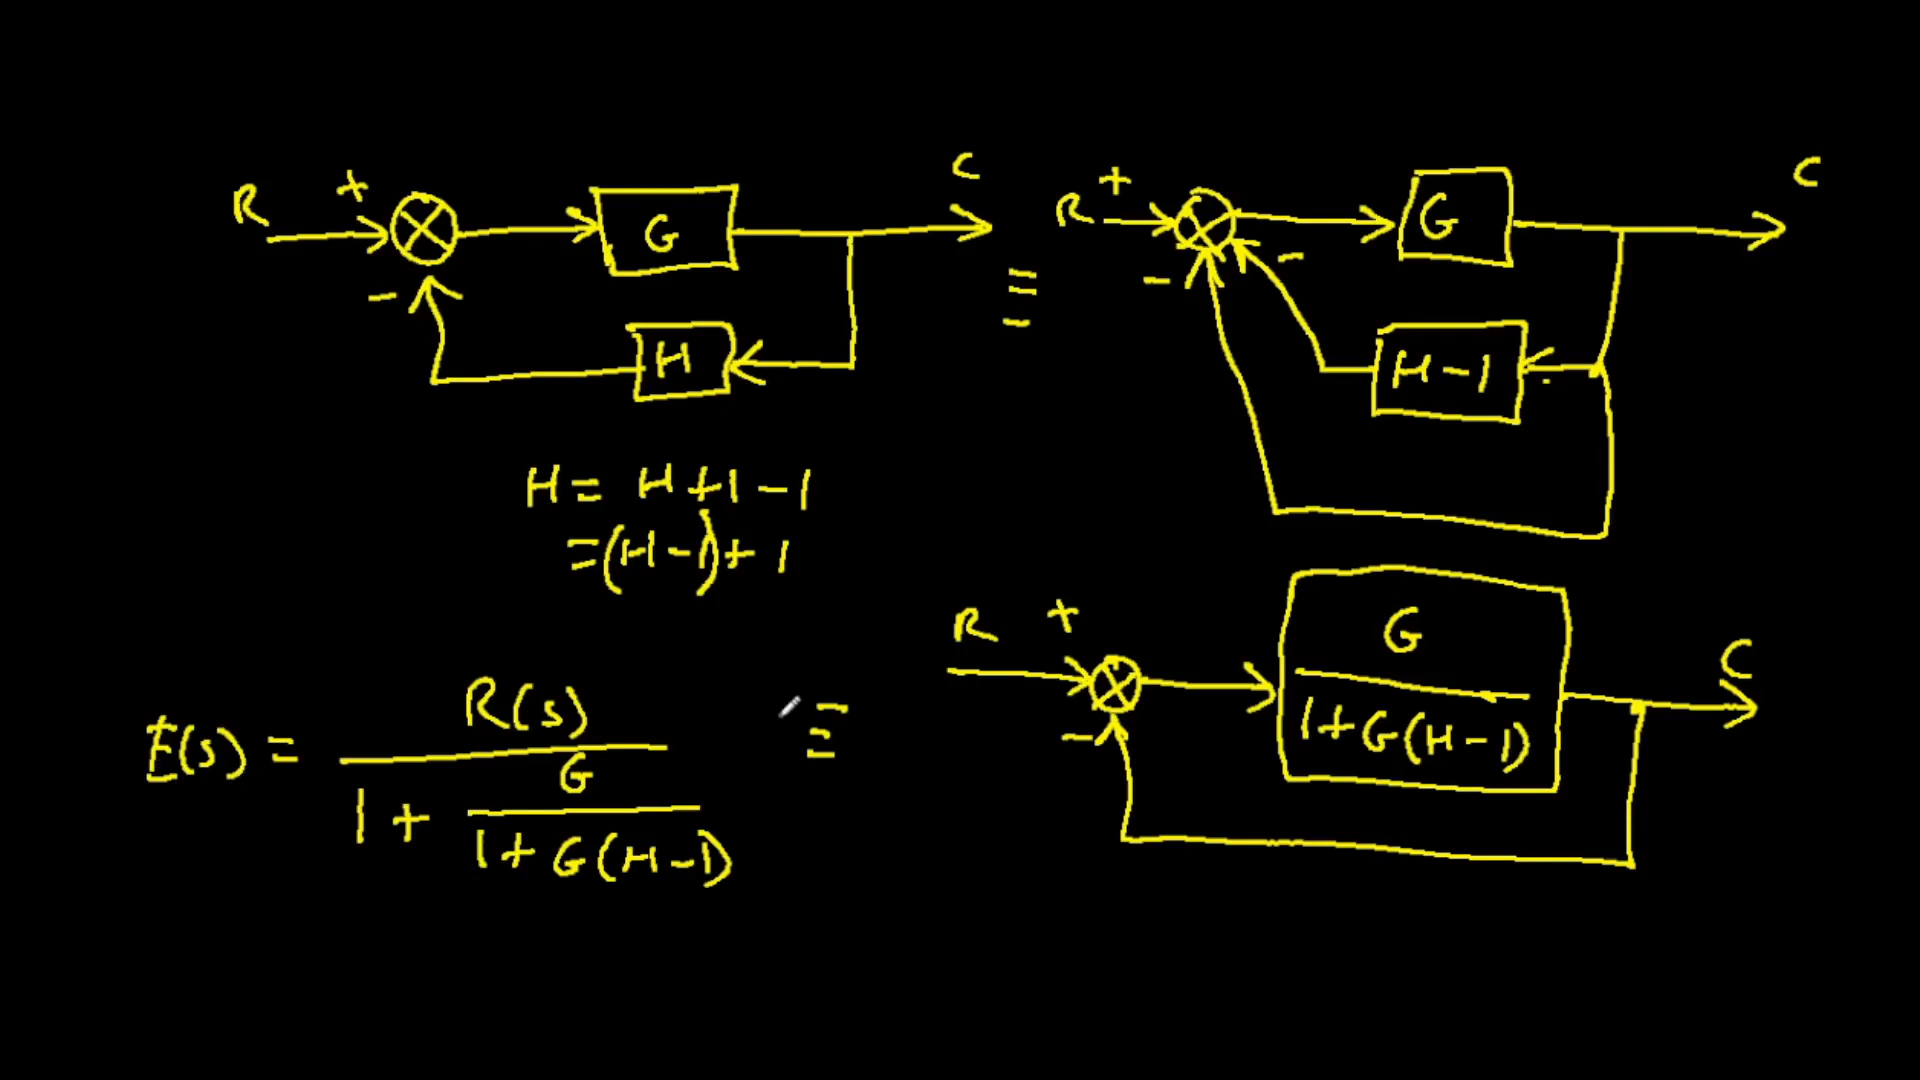 R + G C
-
H
≡
R + G C
- -
H-1
H = H+1-1
=(H-1)+1
E(s) = R(s) / (1 + G / (1+G(H-1)))
≡
R + G / (1+G(H-1)) C
-